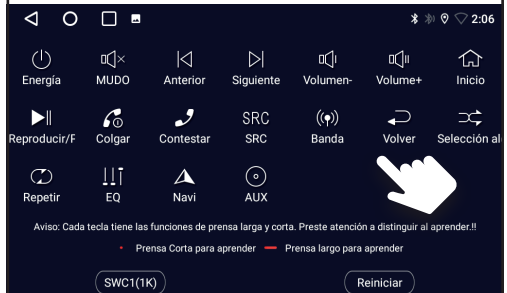 2:06
Energía MUDO Anterior Siguiente Volumen- Volume+ Inicio
Reproducir/F Colgar Contestar SRC SRC Banda Volver Selección al
Repetir EQ Navi AUX
Aviso: Cada tecla tiene las funciones de prensa larga y corta. Preste atención a distinguir al aprender.!!
Prensa Corta para aprender Prensa largo para aprender
SWC1(1K) Reiniciar